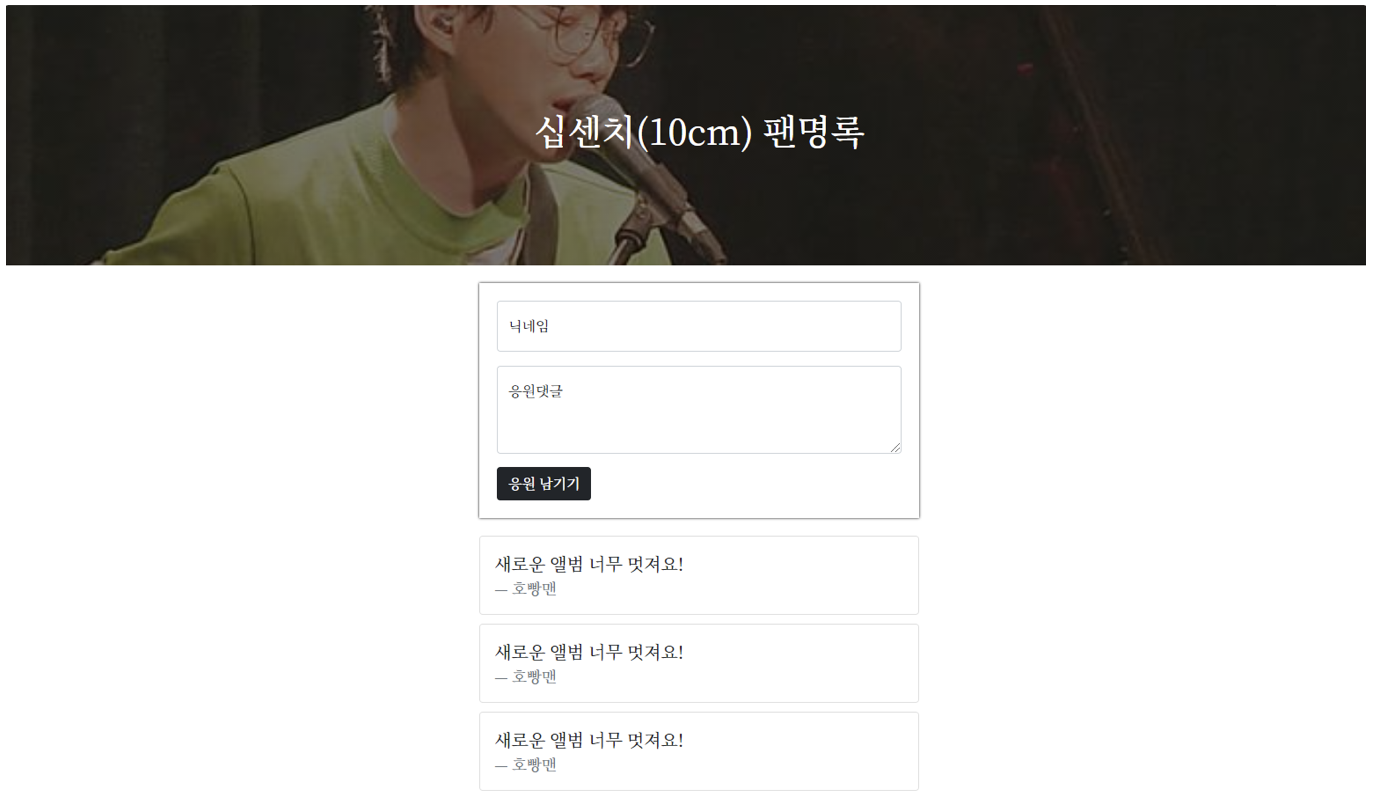 십센치(10cm) 팬명록
닉네임
응원댓글
응원 남기기
새로운 앨범 너무 멋져요!
— 호빵맨
새로운 앨범 너무 멋져요!
— 호빵맨
새로운 앨범 너무 멋져요!
— 호빵맨